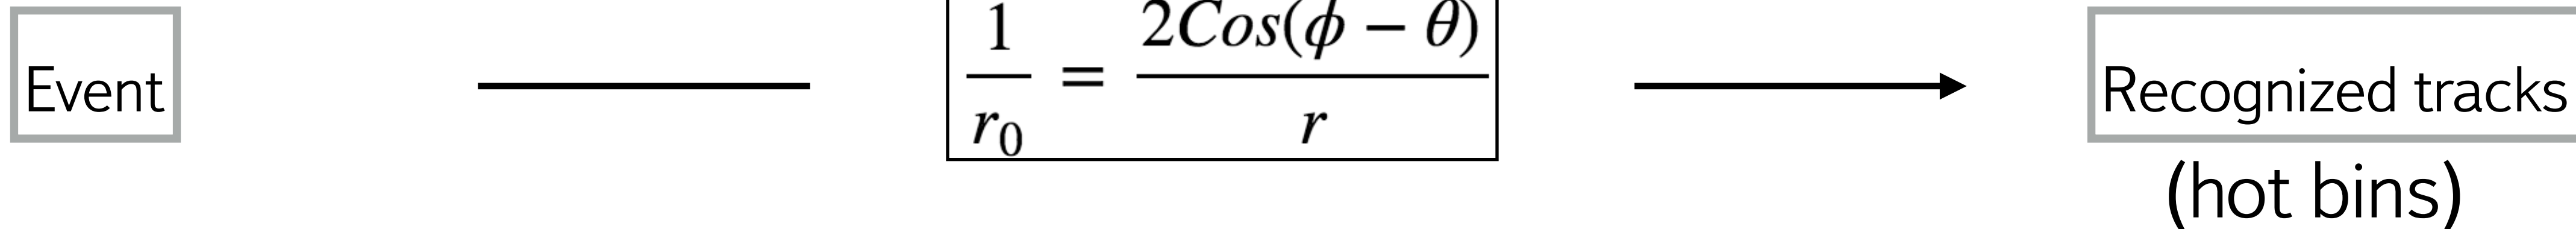 Event
1/r₀ = 2Cos(ϕ − θ)/r
Recognized tracks
(hot bins)